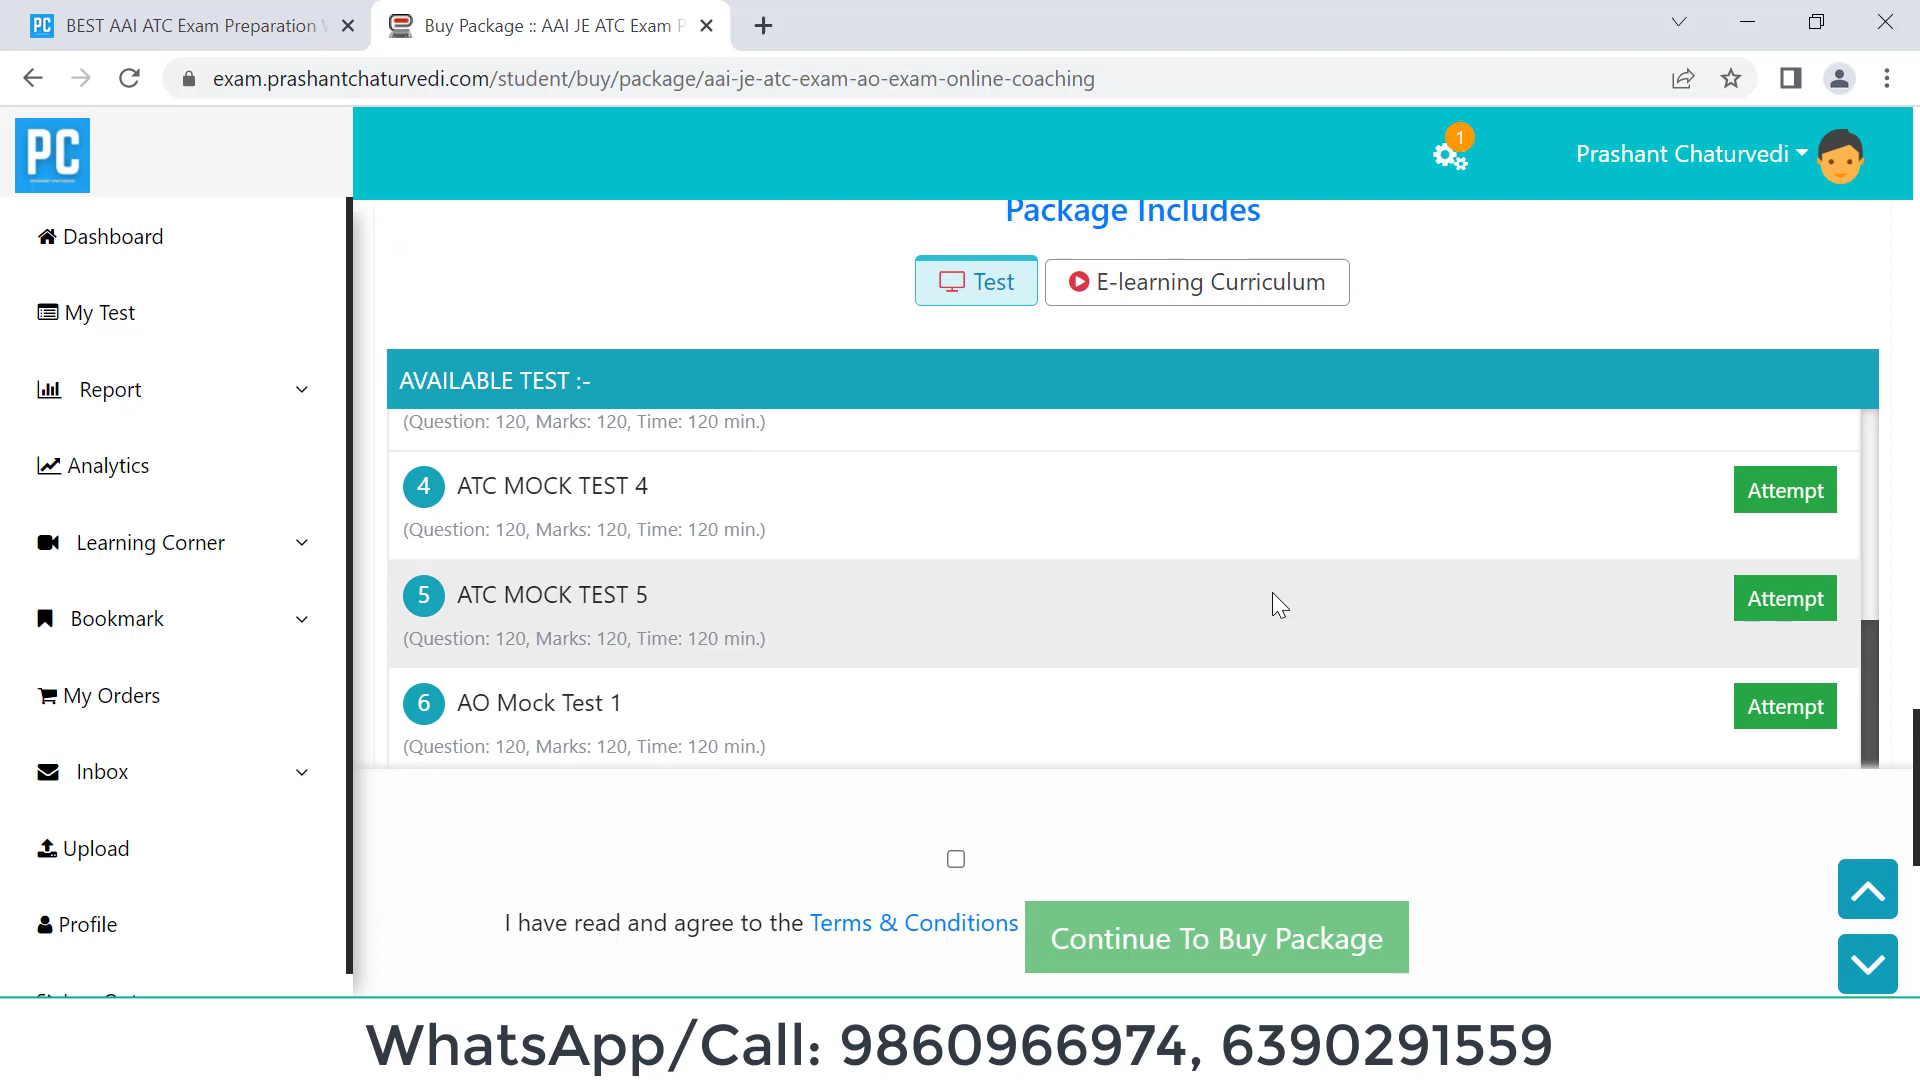 BEST AAI ATC Exam Preparation
Buy Package :: AAI JE ATC Exam P
exam.prashantchaturvedi.com/student/buy/package/aai-je-atc-exam-ao-exam-online-coaching
PC
1
Prashant Chaturvedi
Dashboard
My Test
Report
Analytics
Learning Corner
Bookmark
My Orders
Inbox
Upload
Profile
Package Includes
Test
E-learning Curriculum
AVAILABLE TEST :-
(Question: 120, Marks: 120, Time: 120 min.)
4 ATC MOCK TEST 4
Attempt
(Question: 120, Marks: 120, Time: 120 min.)
5 ATC MOCK TEST 5
Attempt
(Question: 120, Marks: 120, Time: 120 min.)
6 AO Mock Test 1
Attempt
(Question: 120, Marks: 120, Time: 120 min.)
I have read and agree to the Terms & Conditions
Continue To Buy Package
WhatsApp/Call: 9860966974, 6390291559